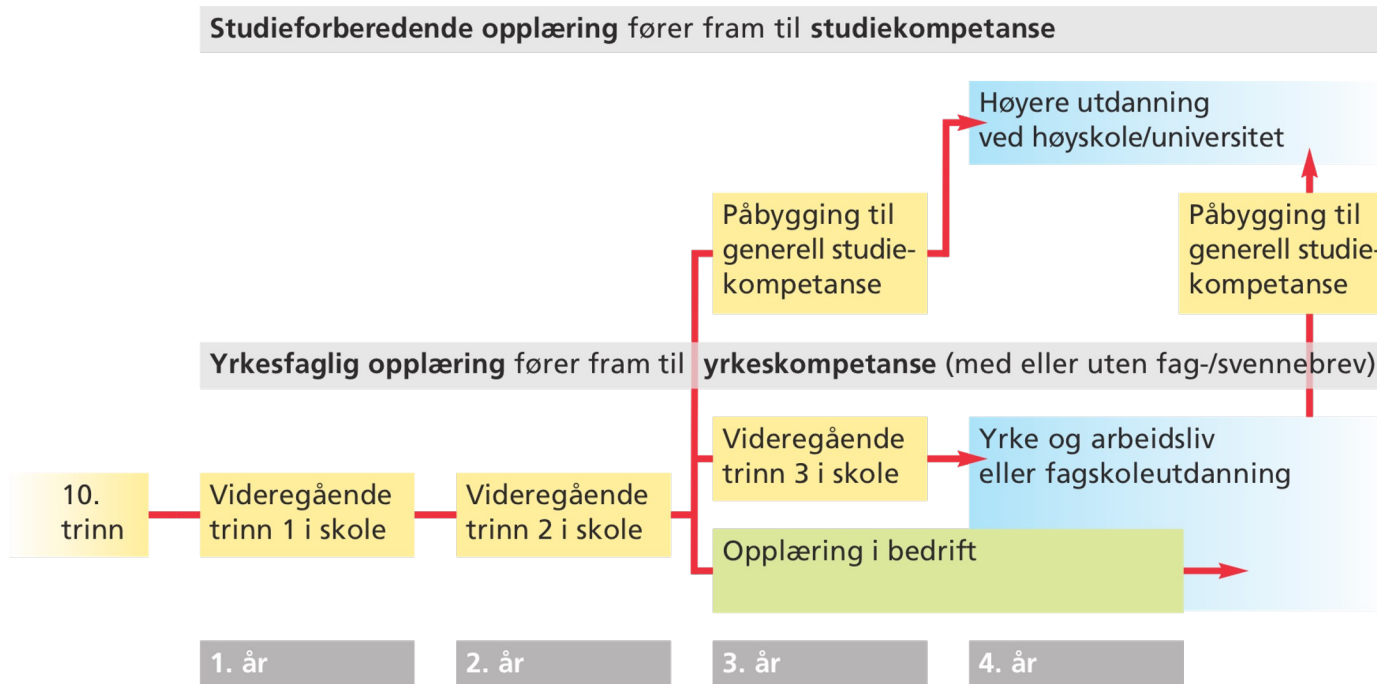 Studieforberedende opplæring fører fram til studiekompetanse
Høyere utdanning
ved høyskole/universitet
Påbygging til
generell studie-
kompetanse
Påbygging til
generell studie-
kompetanse
Yrkesfaglig opplæring fører fram til yrkeskompetanse (med eller uten fag-/svennebrev)
Videregående
trinn 3 i skole
Yrke og arbeidsliv
eller fagskoleutdanning
10.
trinn
Videregående
trinn 1 i skole
Videregående
trinn 2 i skole
Opplæring i bedrift
1. år
2. år
3. år
4. år